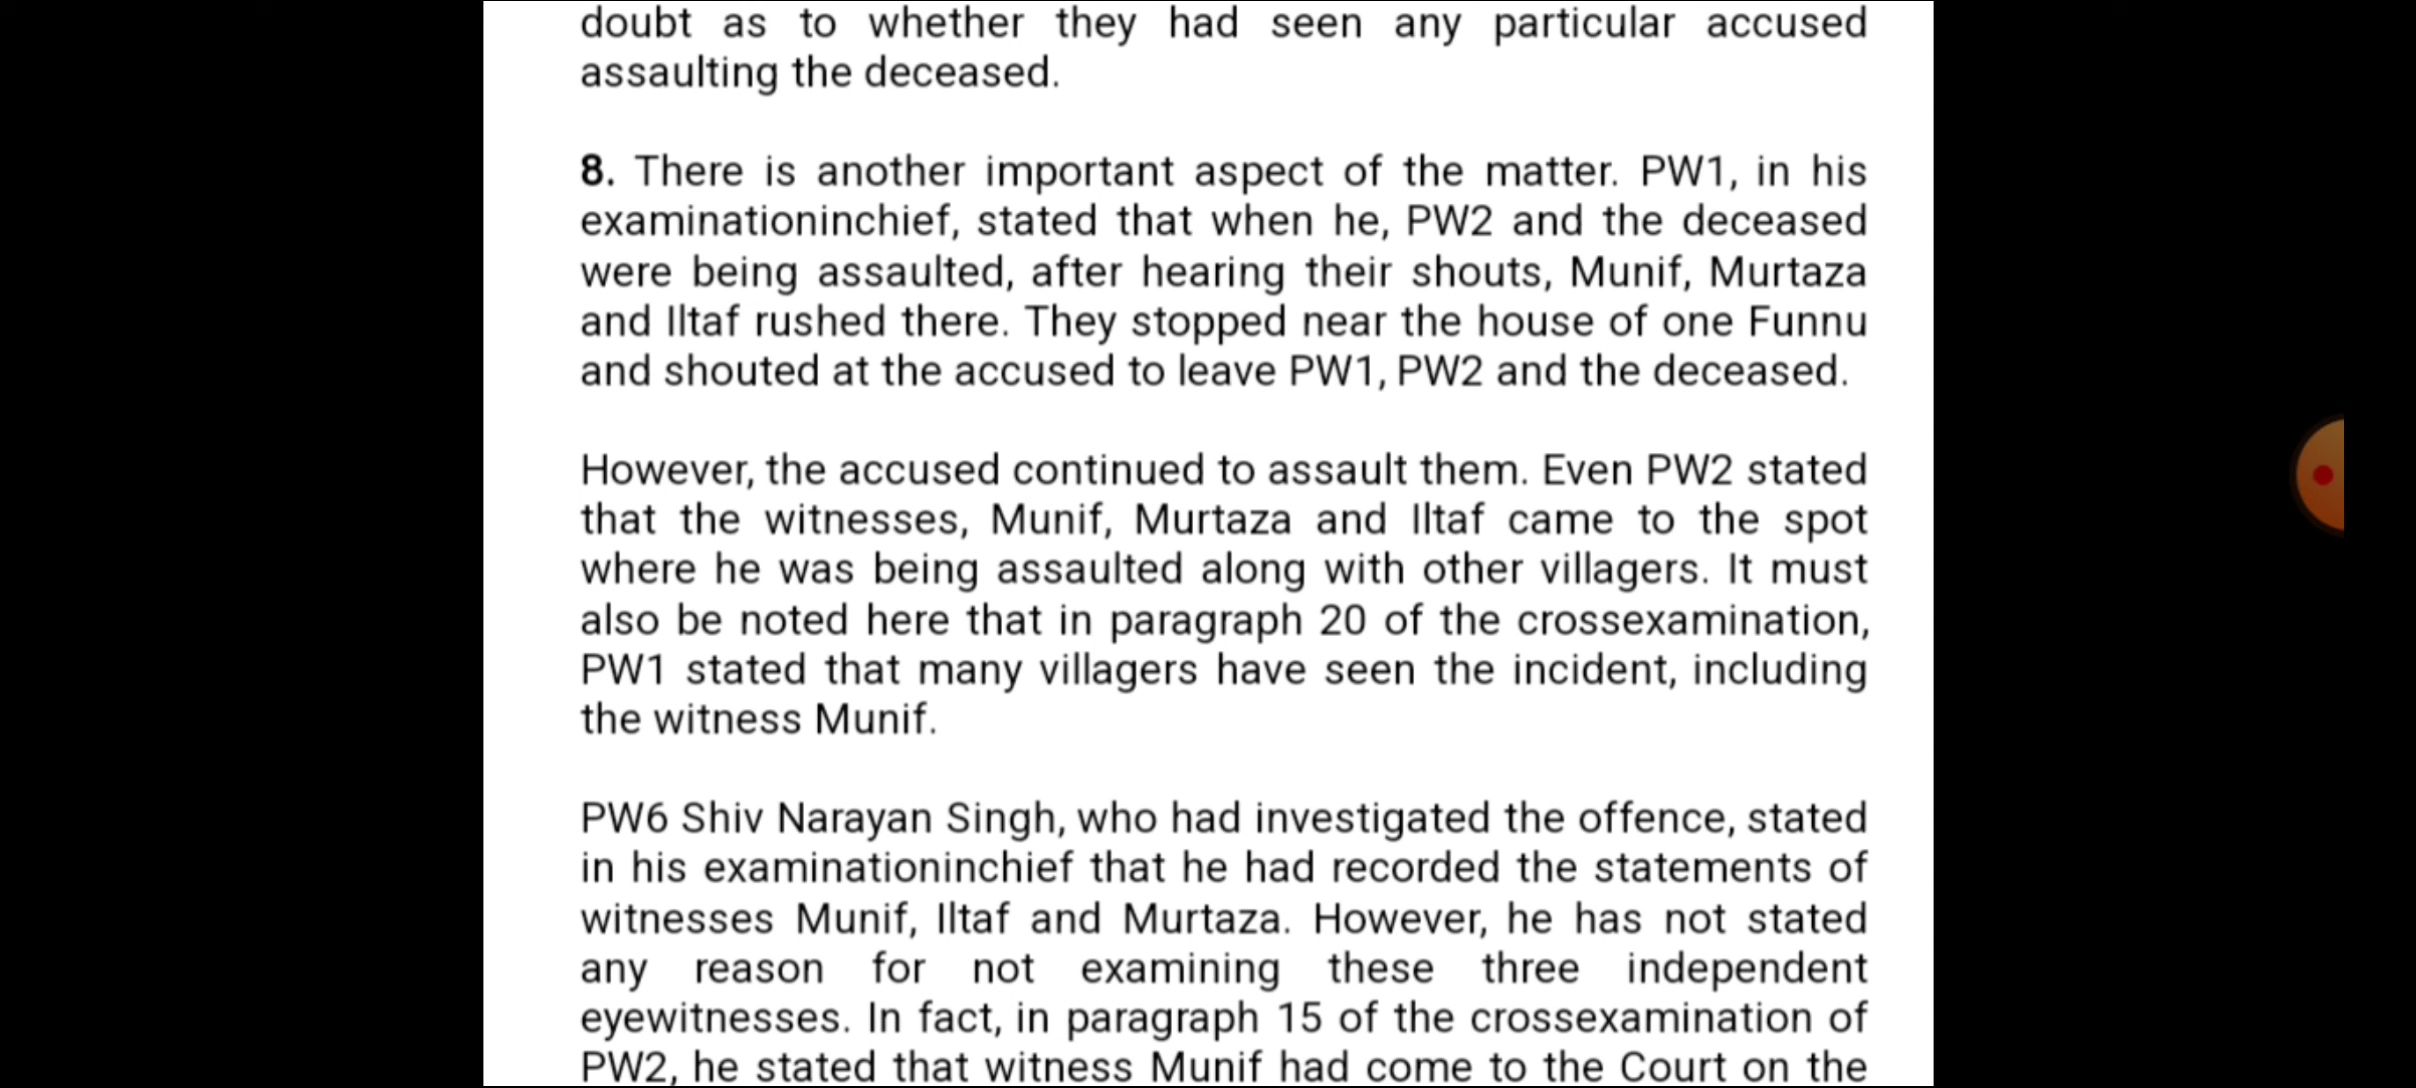 doubt as to whether they had seen any particular accused
assaulting the deceased.
8. There is another important aspect of the matter. PW1, in his
examinationinchief, stated that when he, PW2 and the deceased
were being assaulted, after hearing their shouts, Munif, Murtaza
and Iltaf rushed there. They stopped near the house of one Funnu
and shouted at the accused to leave PW1, PW2 and the deceased.
However, the accused continued to assault them. Even PW2 stated
that the witnesses, Munif, Murtaza and Iltaf came to the spot
where he was being assaulted along with other villagers. It must
also be noted here that in paragraph 20 of the crossexamination,
PW1 stated that many villagers have seen the incident, including
the witness Munif.
PW6 Shiv Narayan Singh, who had investigated the offence, stated
in his examinationinchief that he had recorded the statements of
witnesses Munif, Iltaf and Murtaza. However, he has not stated
any reason for not examining these three independent
eyewitnesses. In fact, in paragraph 15 of the crossexamination of
PW2, he stated that witness Munif had come to the Court on the